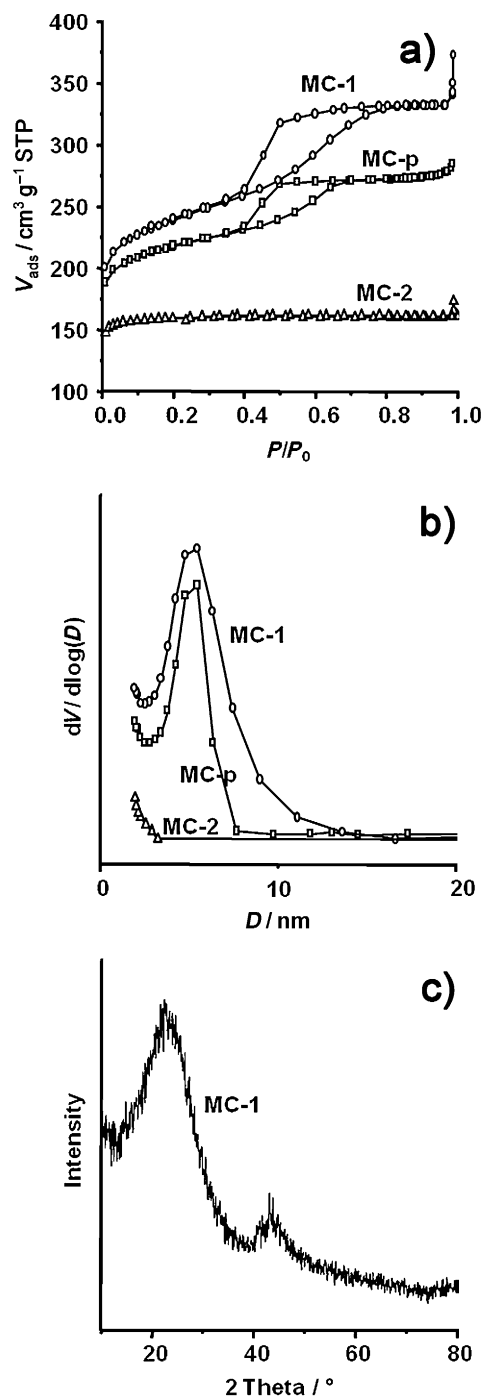 a)
400
350
300
250
200
150
100
V_ads / cm³ g⁻¹ STP
MC-1
MC-p
MC-2
0.0 0.2 0.4 0.6 0.8 1.0
P/P₀
b)
dV/ dlog(D)
MC-1
MC-p
MC-2
0 10 20
D / nm
c)
Intensity
MC-1
20 40 60 80
2 Theta / °